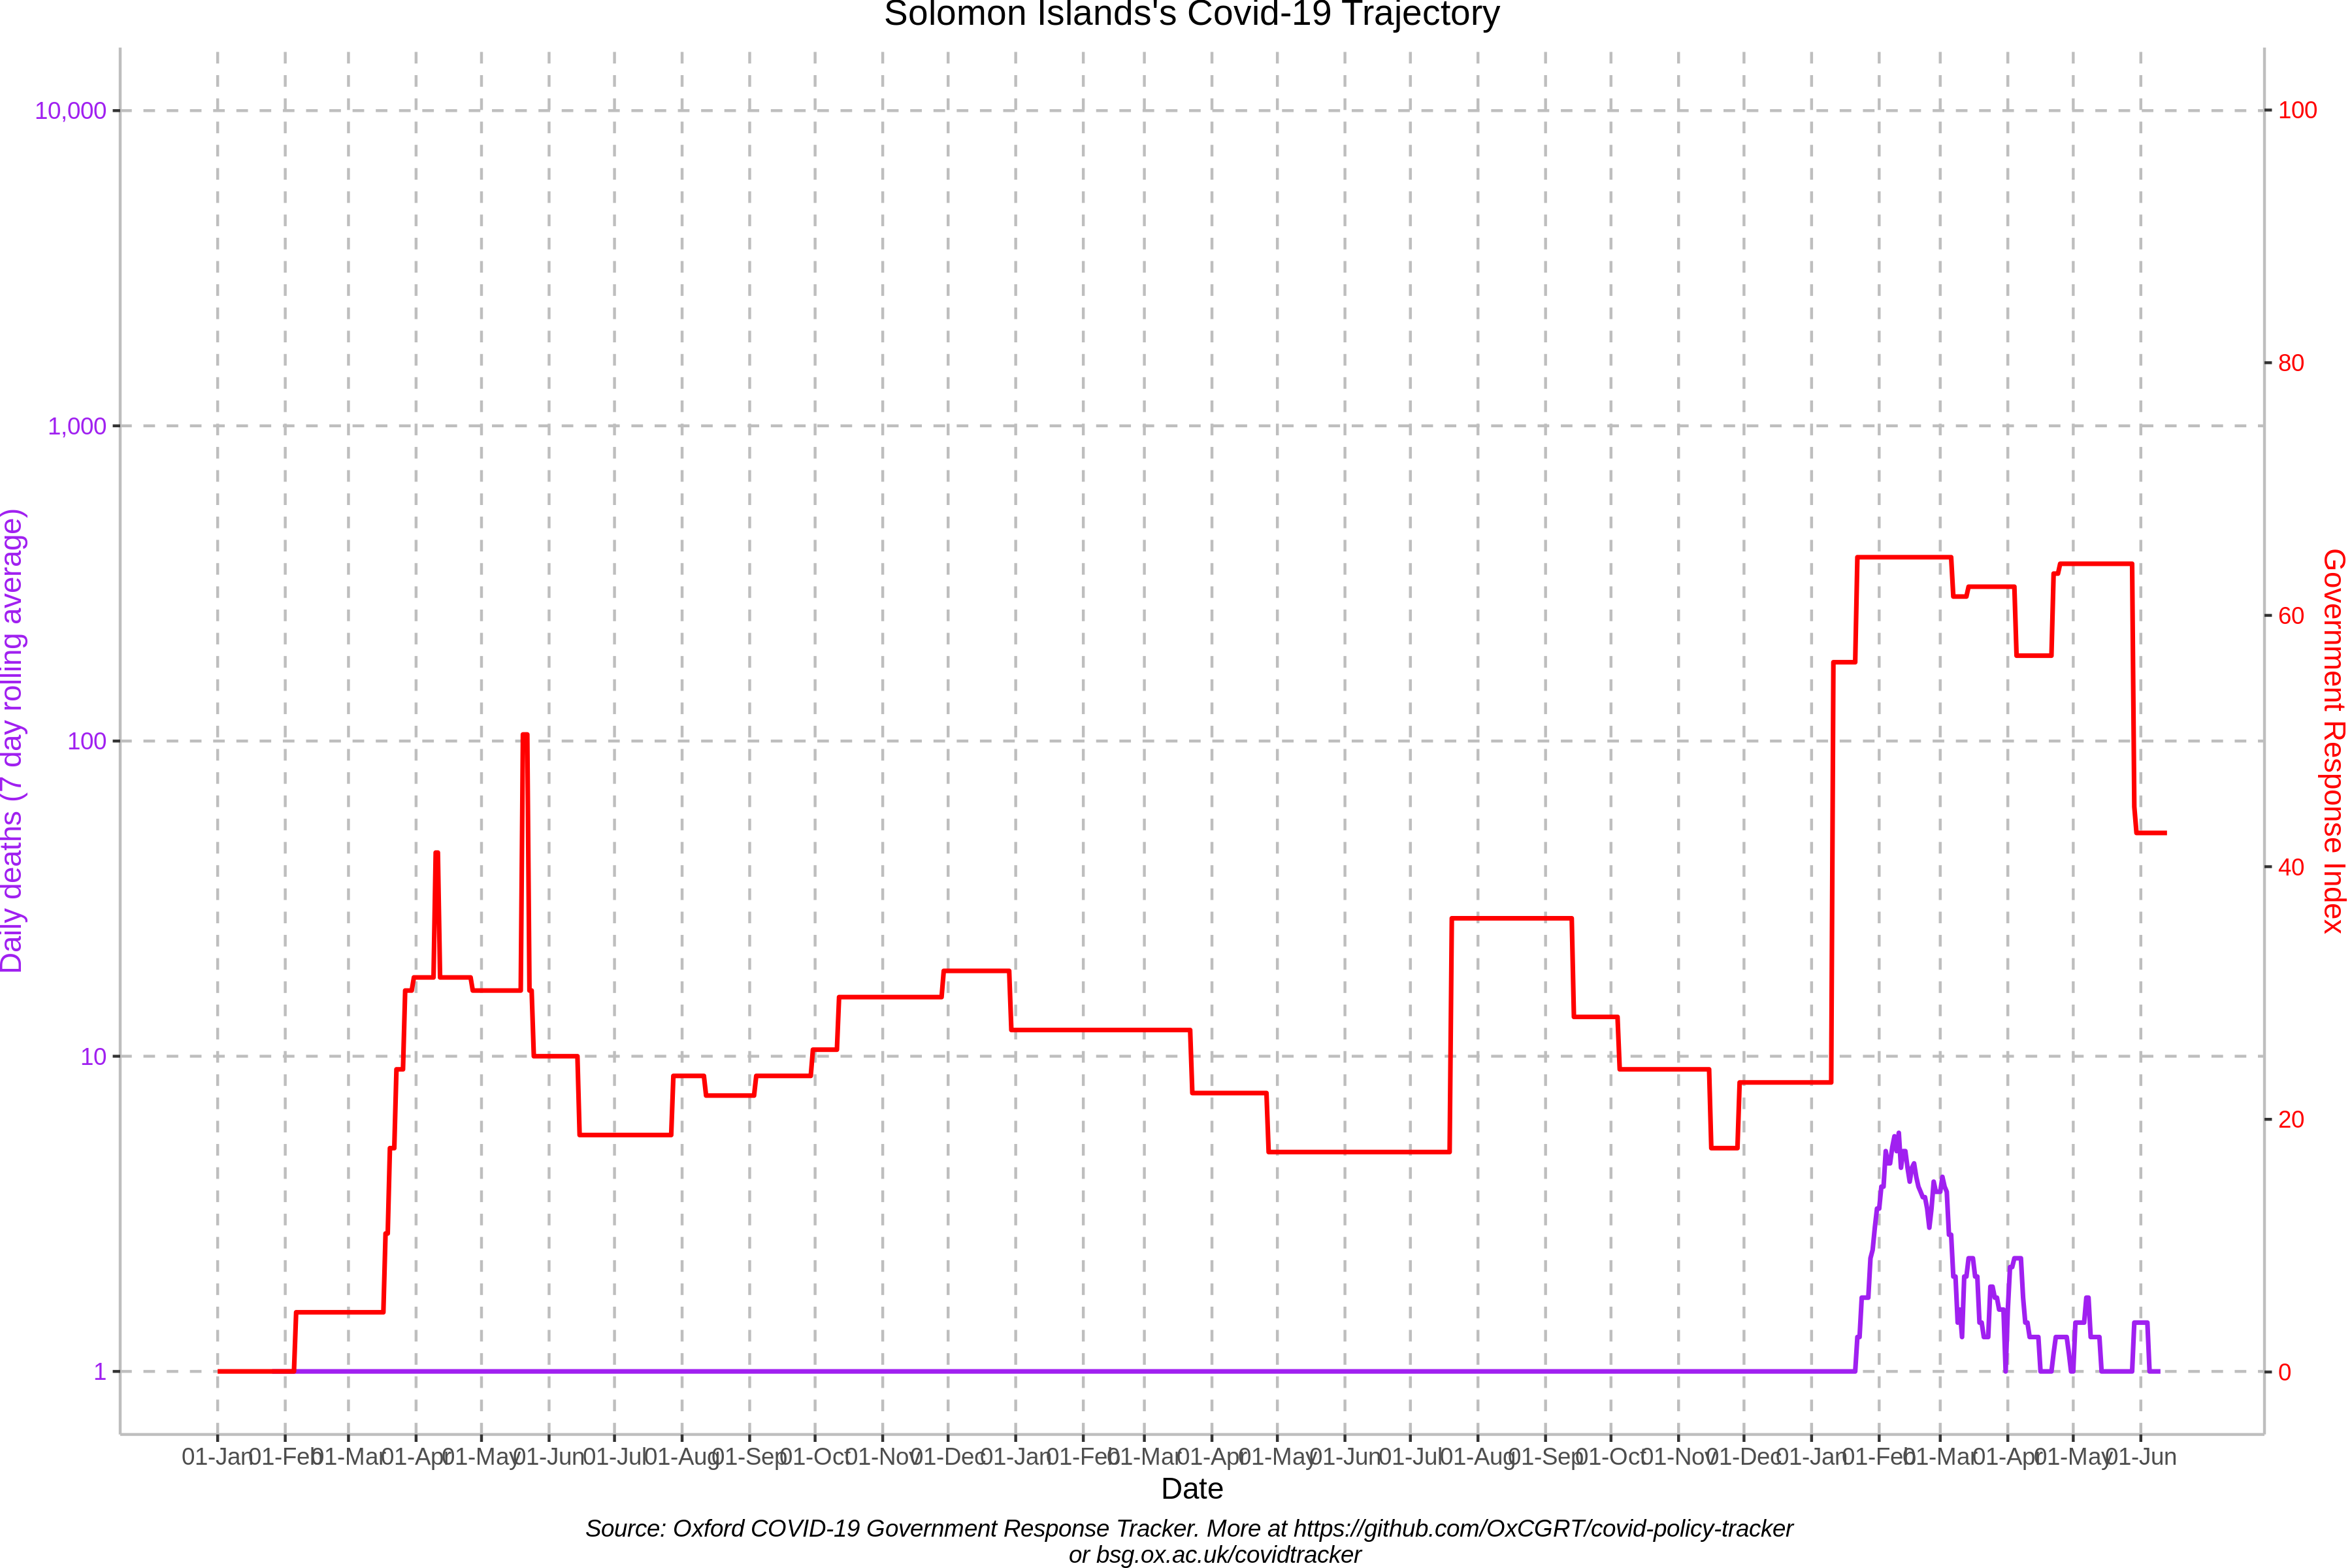 Solomon Islands's Covid-19 Trajectory
10,000
1,000
100
10
1
Daily deaths (7 day rolling average)
100
80
60
40
20
0
Government Response Index
01-Jan 01-Feb 01-Mar 01-Apr 01-May 01-Jun 01-Jul 01-Aug 01-Sep 01-Oct 01-Nov 01-Dec 01-Jan 01-Feb 01-Mar 01-Apr 01-May 01-Jun 01-Jul 01-Aug 01-Sep 01-Oct 01-Nov 01-Dec 01-Jan 01-Feb 01-Mar 01-Apr 01-May 01-Jun
Date
Source: Oxford COVID-19 Government Response Tracker. More at https://github.com/OxCGRT/covid-policy-tracker
or bsg.ox.ac.uk/covidtracker